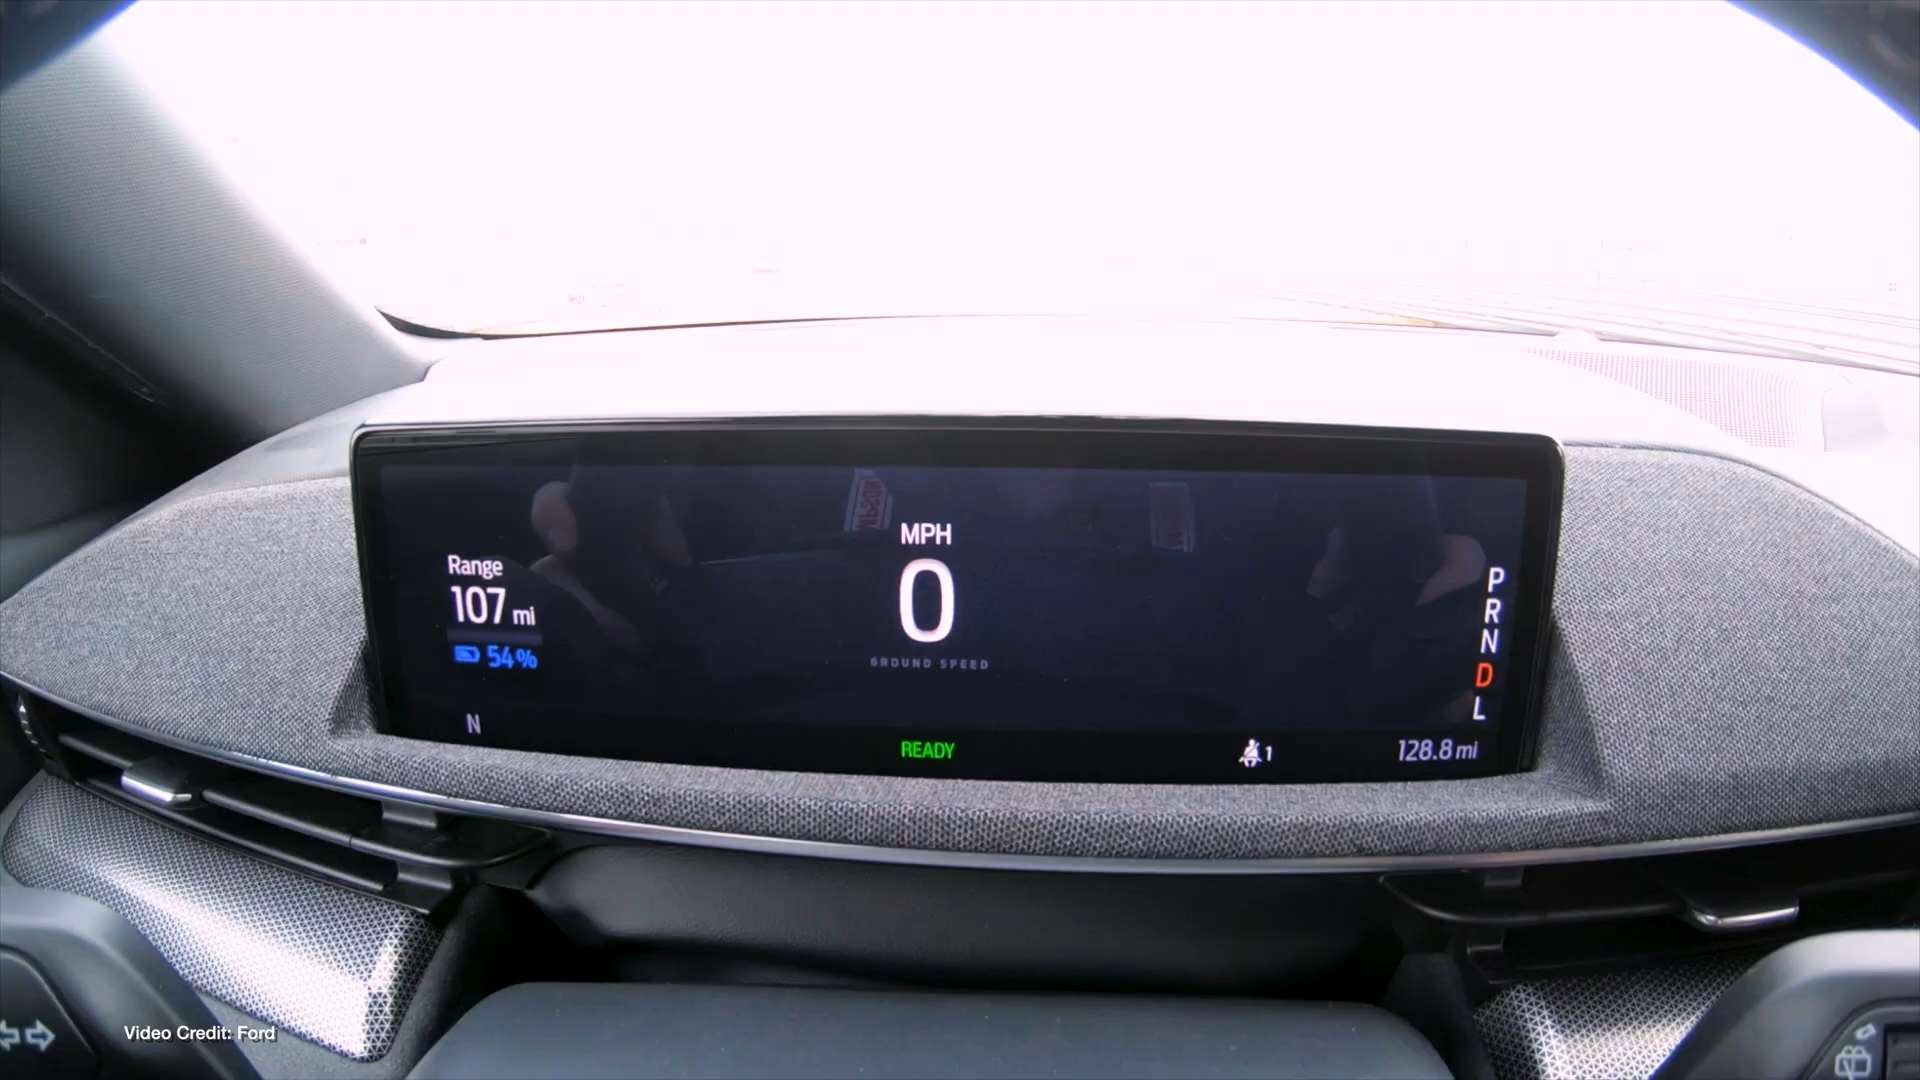 MPH
0
GROUND SPEED
Range
107 mi
54%
N
READY
1
P
R
N
D
L
128.8 mi
Video Credit: Ford